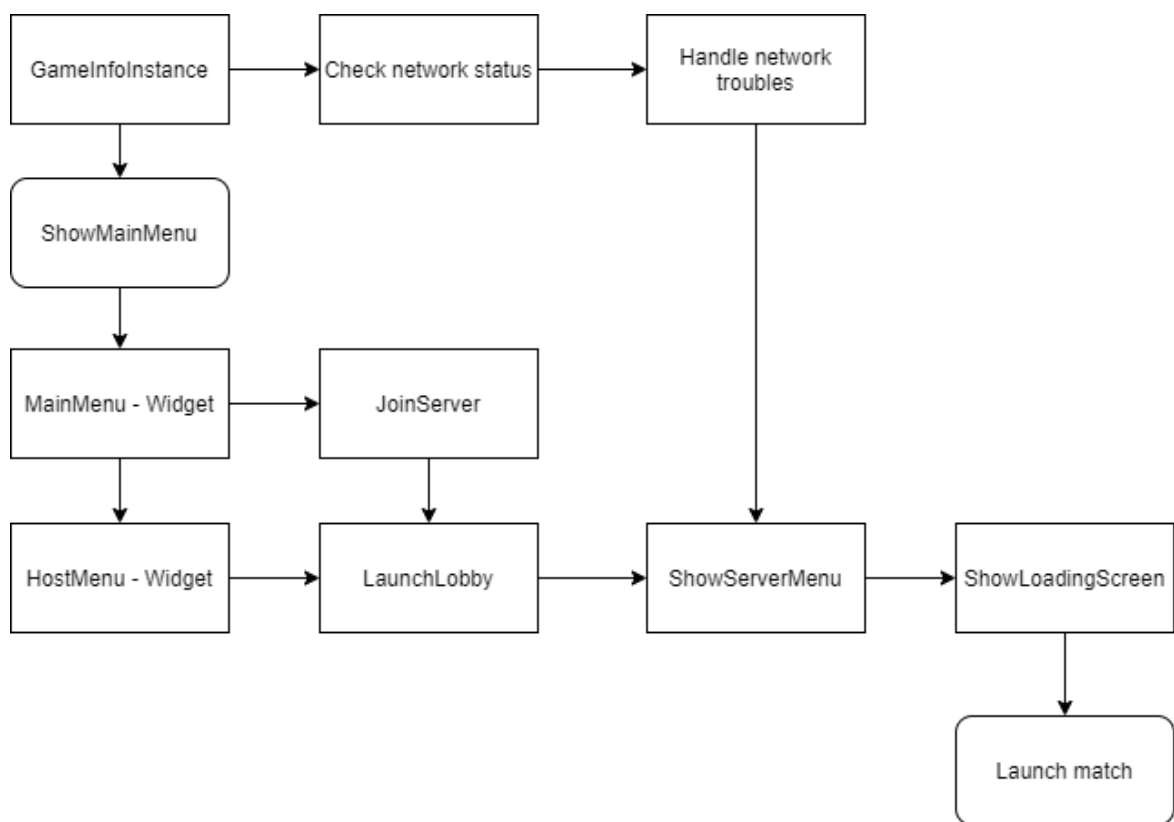 GameInfoInstance
Check network status
Handle network
troubles
ShowMainMenu
MainMenu - Widget
JoinServer
HostMenu - Widget
LaunchLobby
ShowServerMenu
ShowLoadingScreen
Launch match